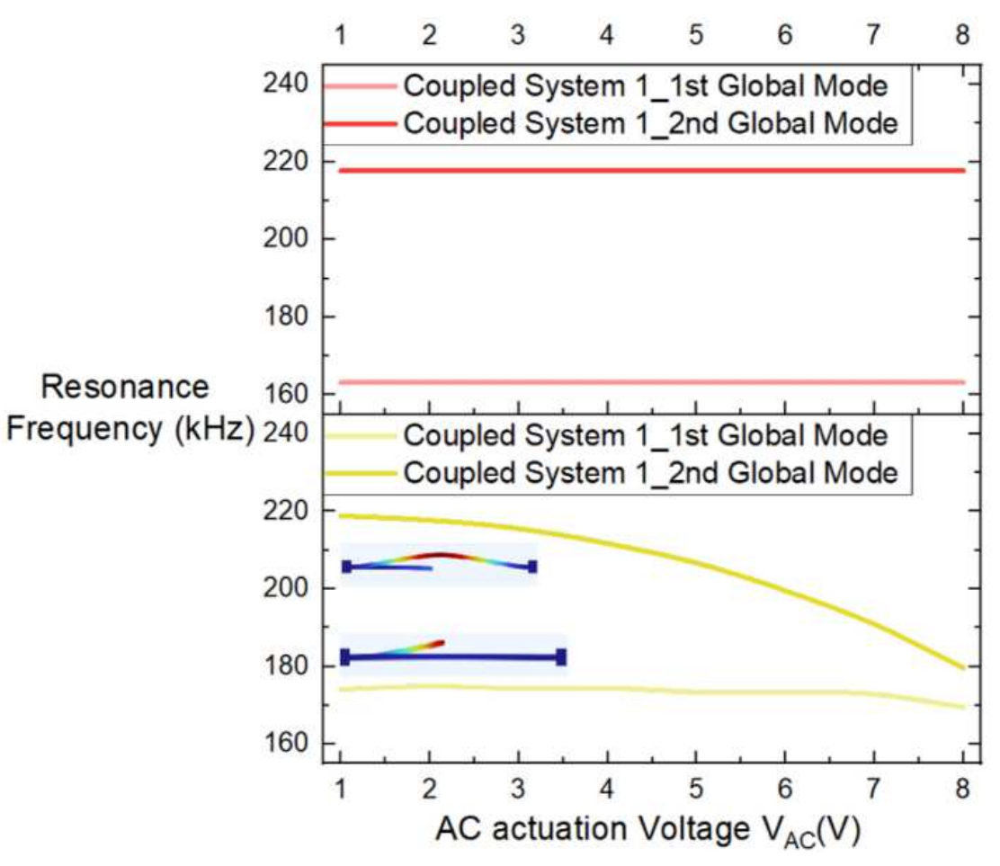 1 2 3 4 5 6 7 8
240
Coupled System 1_1st Global Mode
Coupled System 1_2nd Global Mode
220
200
180
160
Resonance
Frequency (kHz)
240
Coupled System 1_1st Global Mode
Coupled System 1_2nd Global Mode
220
200
180
160
1 2 3 4 5 6 7 8
AC actuation Voltage V_AC(V)